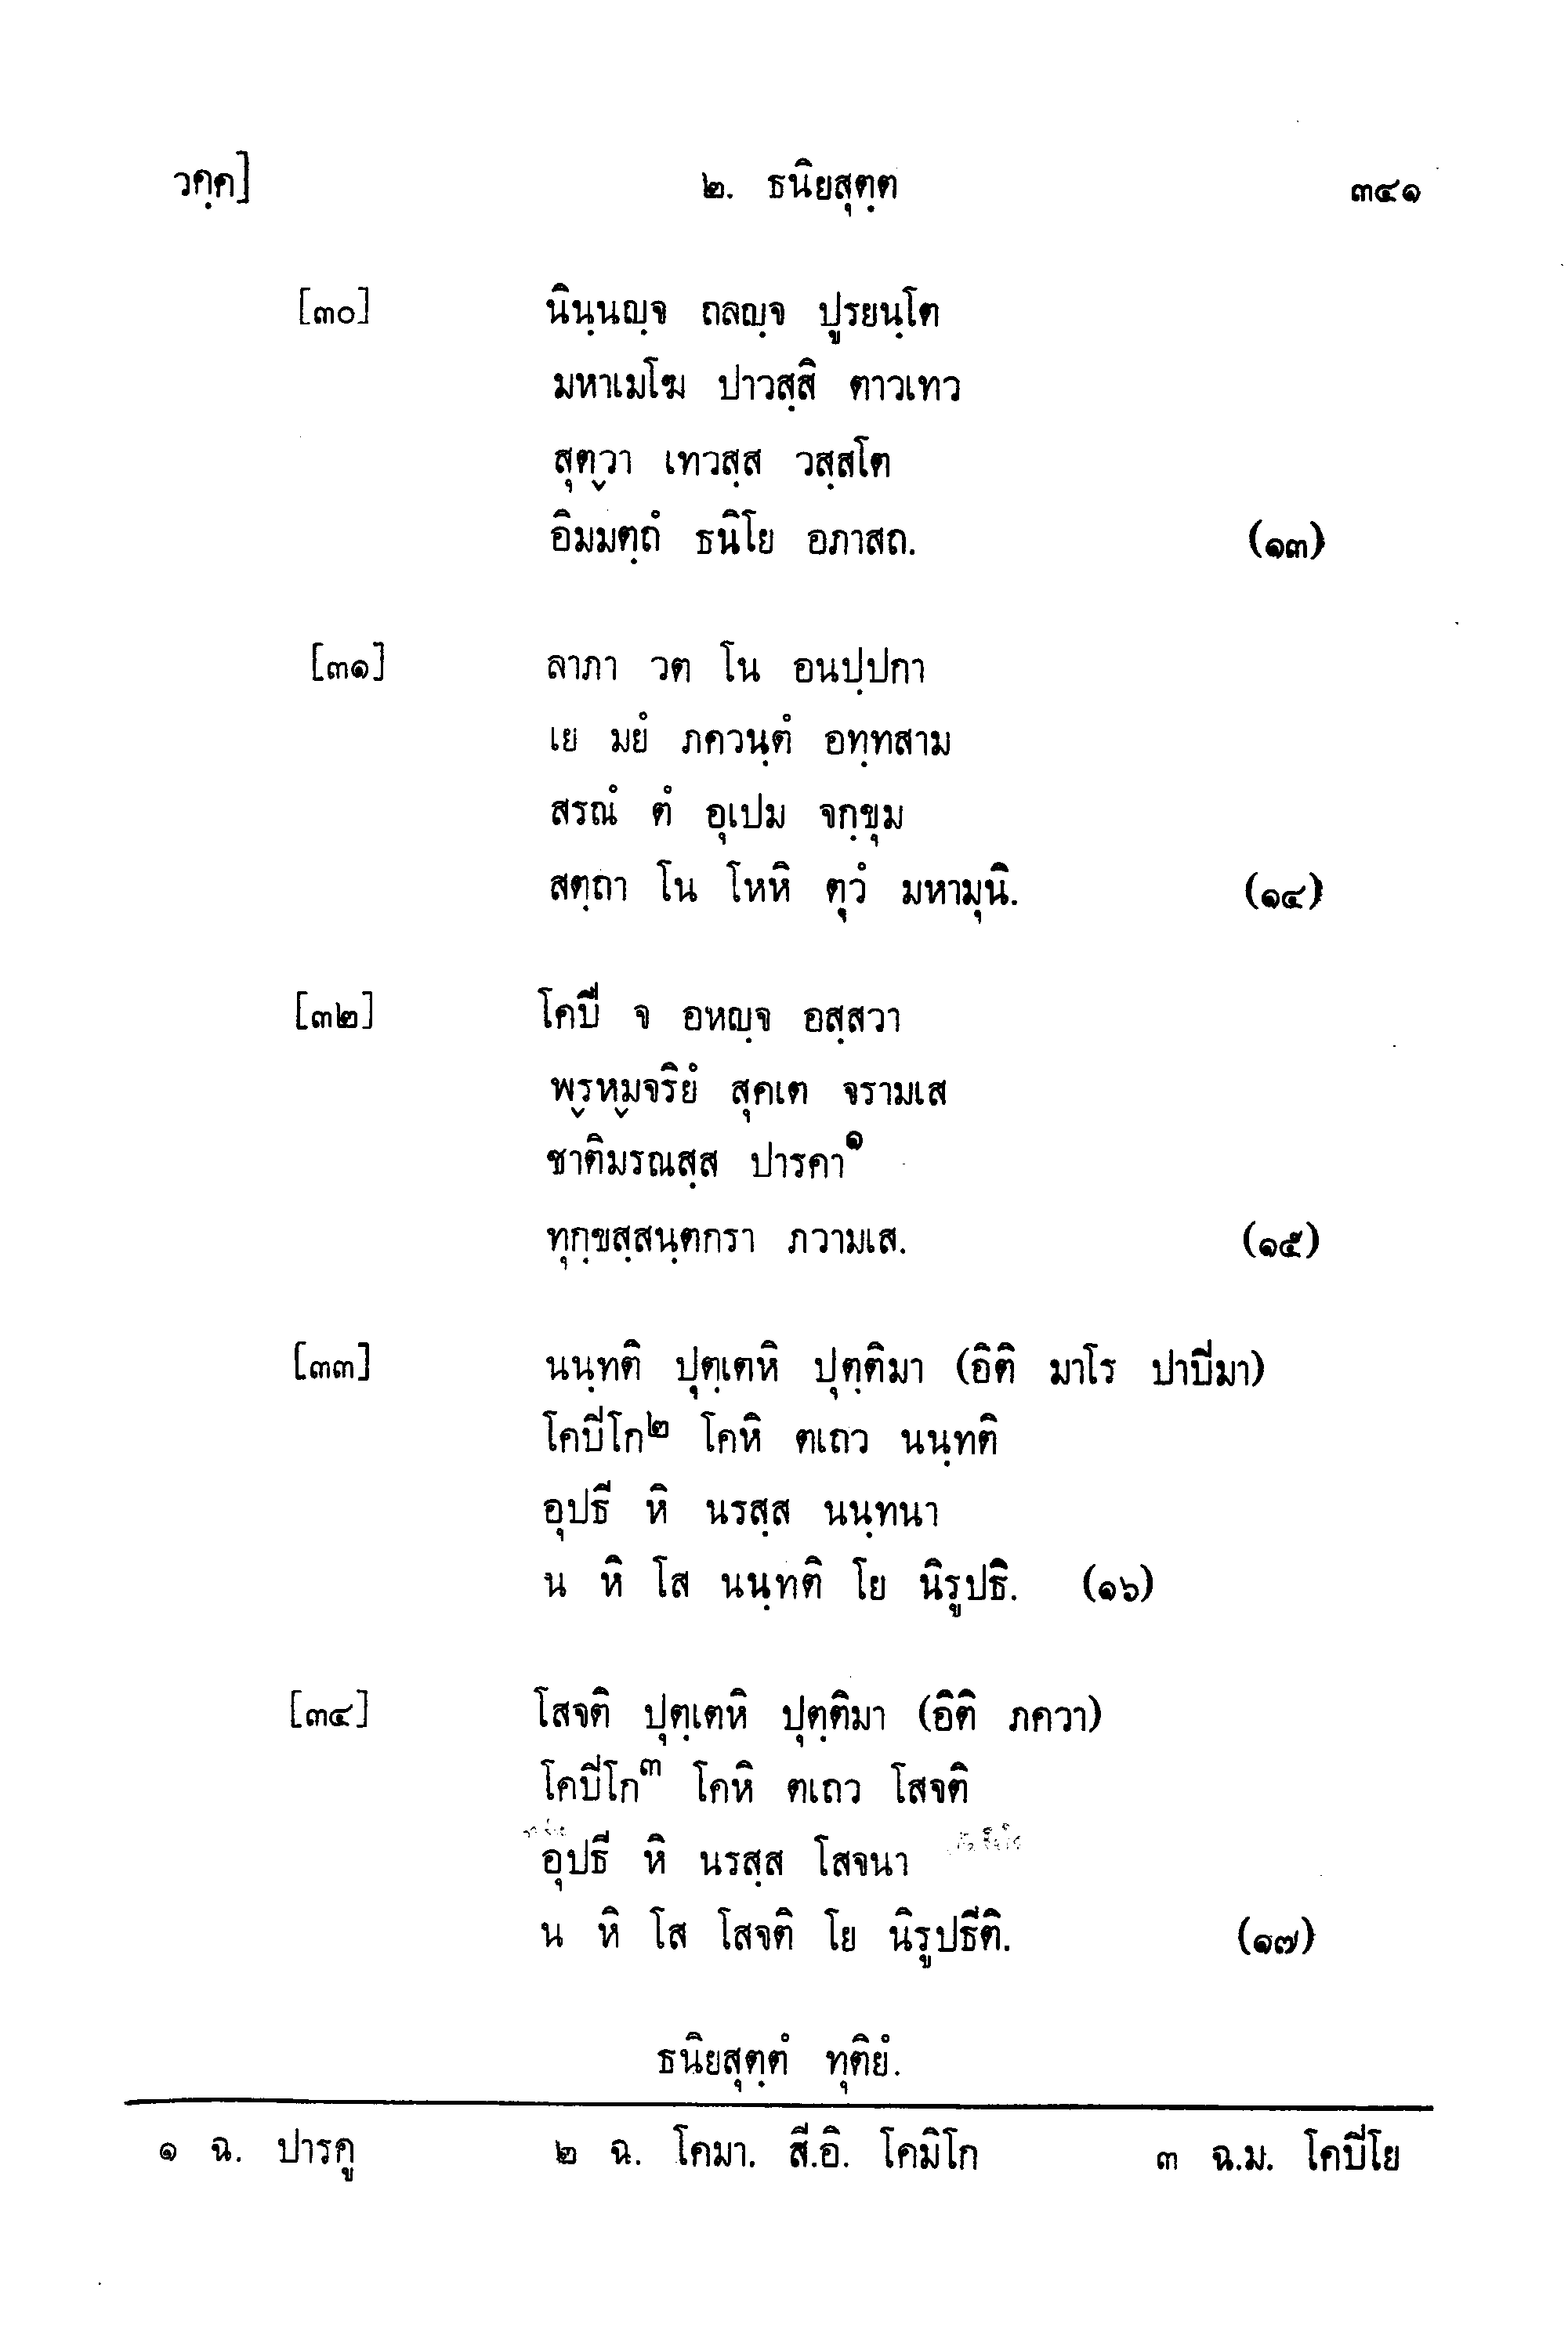 วคฺค] ๒. ธนิยสุตฺต ๓๔๑
[๓๐] นินฺนญฺจ ถลญฺจ ปูรยนฺโต
มหาเมโฆ ปาวสฺสิ ตาวเทว
สุตฺวา เทวสฺส วสฺสโต
อิมมตฺถํ ธนิโย อภาสถ. (๑๓)
[๓๑] ลาภา วต โน อนปฺปกา
เย มยํ ภควนฺตํ อทฺทสาม
สรณํ ตํ อุเปม จกฺขุม
สตฺถา โน โหหิ ตุวํ มหามุนิ. (๑๔)
[๓๒] โคปี จ อหญฺจ อสฺสวา
พฺรหฺมจริยํ สุคเต จรามเส
ชาติมรณสฺส ปารคา๑
ทุกฺขสฺสนฺตกรา ภวามเส. (๑๕)
[๓๓] นนฺทติ ปุตฺเตหิ ปุตฺติมา (อิติ มาโร ปาปิมา)
โคปิโก๒ โคหิ ตเถว นนฺทติ
อุปธี หิ นรสฺส นนฺทนา
น หิ โส นนฺทติ โย นิรูปธิ. (๑๖)
[๓๔] โสจติ ปุตฺเตหิ ปุตฺติมา (อิติ ภควา)
โคปิโก๓ โคหิ ตเถว โสจติ
อุปธี หิ นรสฺส โสจนา
น หิ โส โสจติ โย นิรูปธีติ. (๑๗)
ธนิยสุตฺตํ ทุติยํ.
๑ ฉ. ปารคู ๒ ฉ. โคมา. สี.อิ. โคมิโก ๓ ฉ.ม. โคปิโย